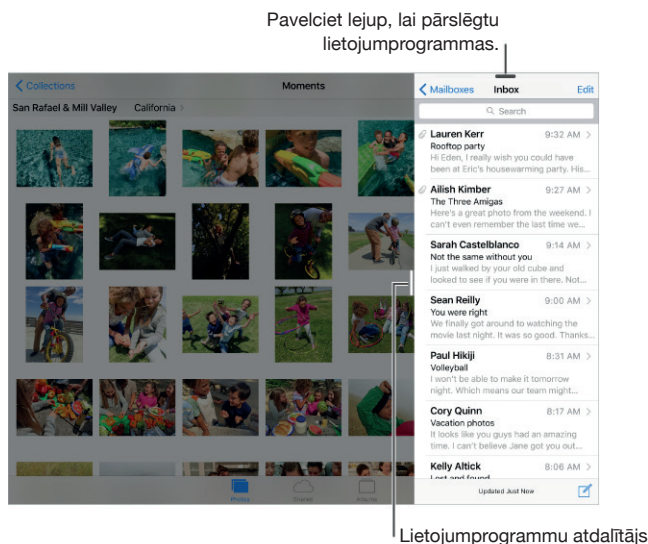 Pavelciet lejup, lai pārslēgtu
lietojumprogrammas.
Collections
Moments
San Rafael & Mill Valley California >
Photos
Shared
Albums
Mailboxes
Inbox
Edit
Search
Lauren Kerr 9:32 AM >
Rooftop party
Hi Eden, I really wish you could have
been at Eric's housewarming party. His...
Ailish Kimber 9:27 AM >
The Three Amigas
Here's a great photo from the weekend. I
can't even remember the last time we...
Sarah Castelblanco 9:14 AM >
Not the same without you
I just walked by your old cube and
looked to see if you were in there. Not...
Sean Reilly 9:00 AM >
You were right
We finally got around to watching the
movie last night. It was so good. Thanks...
Paul Hikiji 8:31 AM >
Volleyball
I won't be able to make it tomorrow
night. Which means our team might...
Cory Quinn 8:17 AM >
Vacation photos
It looks like you guys had an amazing
time. I can't believe Jane got you out...
Kelly Altick 8:06 AM >
Lost and found
Updated Just Now
Lietojumprogrammu atdalītājs